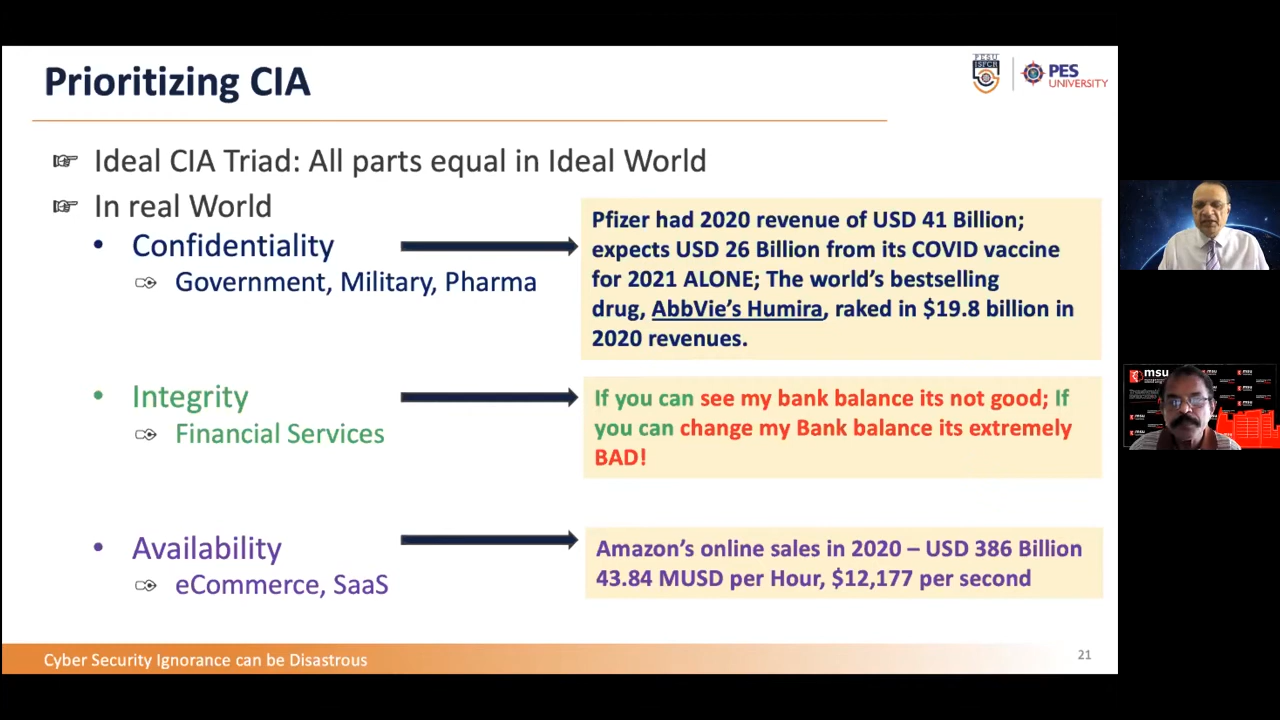 Prioritizing CIA
PESU
ISFCR
PES
UNIVERSITY
Ideal CIA Triad: All parts equal in Ideal World
In real World
• Confidentiality
Government, Military, Pharma
Pfizer had 2020 revenue of USD 41 Billion;
expects USD 26 Billion from its COVID vaccine
for 2021 ALONE; The world’s bestselling
drug, AbbVie’s Humira, raked in $19.8 billion in
2020 revenues.
• Integrity
Financial Services
If you can see my bank balance its not good; If
you can change my Bank balance its extremely
BAD!
• Availability
eCommerce, SaaS
Amazon’s online sales in 2020 – USD 386 Billion
43.84 MUSD per Hour, $12,177 per second
Cyber Security Ignorance can be Disastrous
21
msu